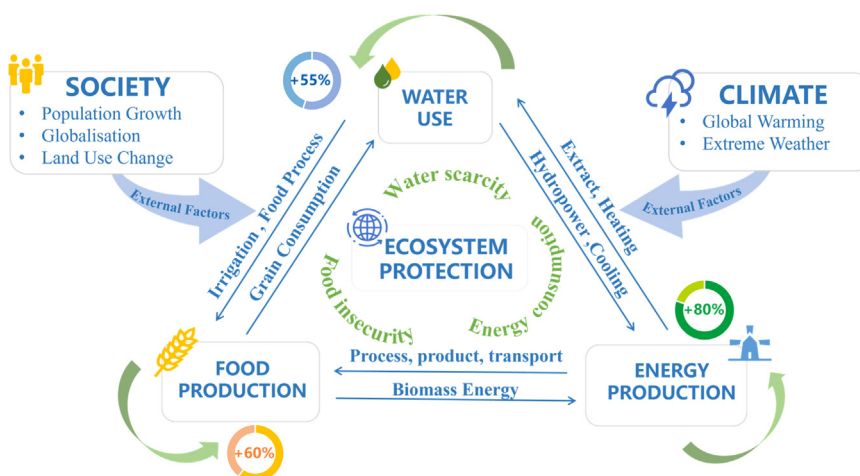 SOCIETY
• Population Growth
• Globalisation
• Land Use Change
External Factors
+55%
WATER
USE
CLIMATE
• Global Warming
• Extreme Weather
External Factors
Irrigation , Food Process
Grain Consumption
Extract, Heating
Hydropower ,Cooling
Water scarcity
ECOSYSTEM
PROTECTION
Food insecurity
Energy consumption
+80%
FOOD
PRODUCTION
Process, product, transport
Biomass Energy
ENERGY
PRODUCTION
+60%